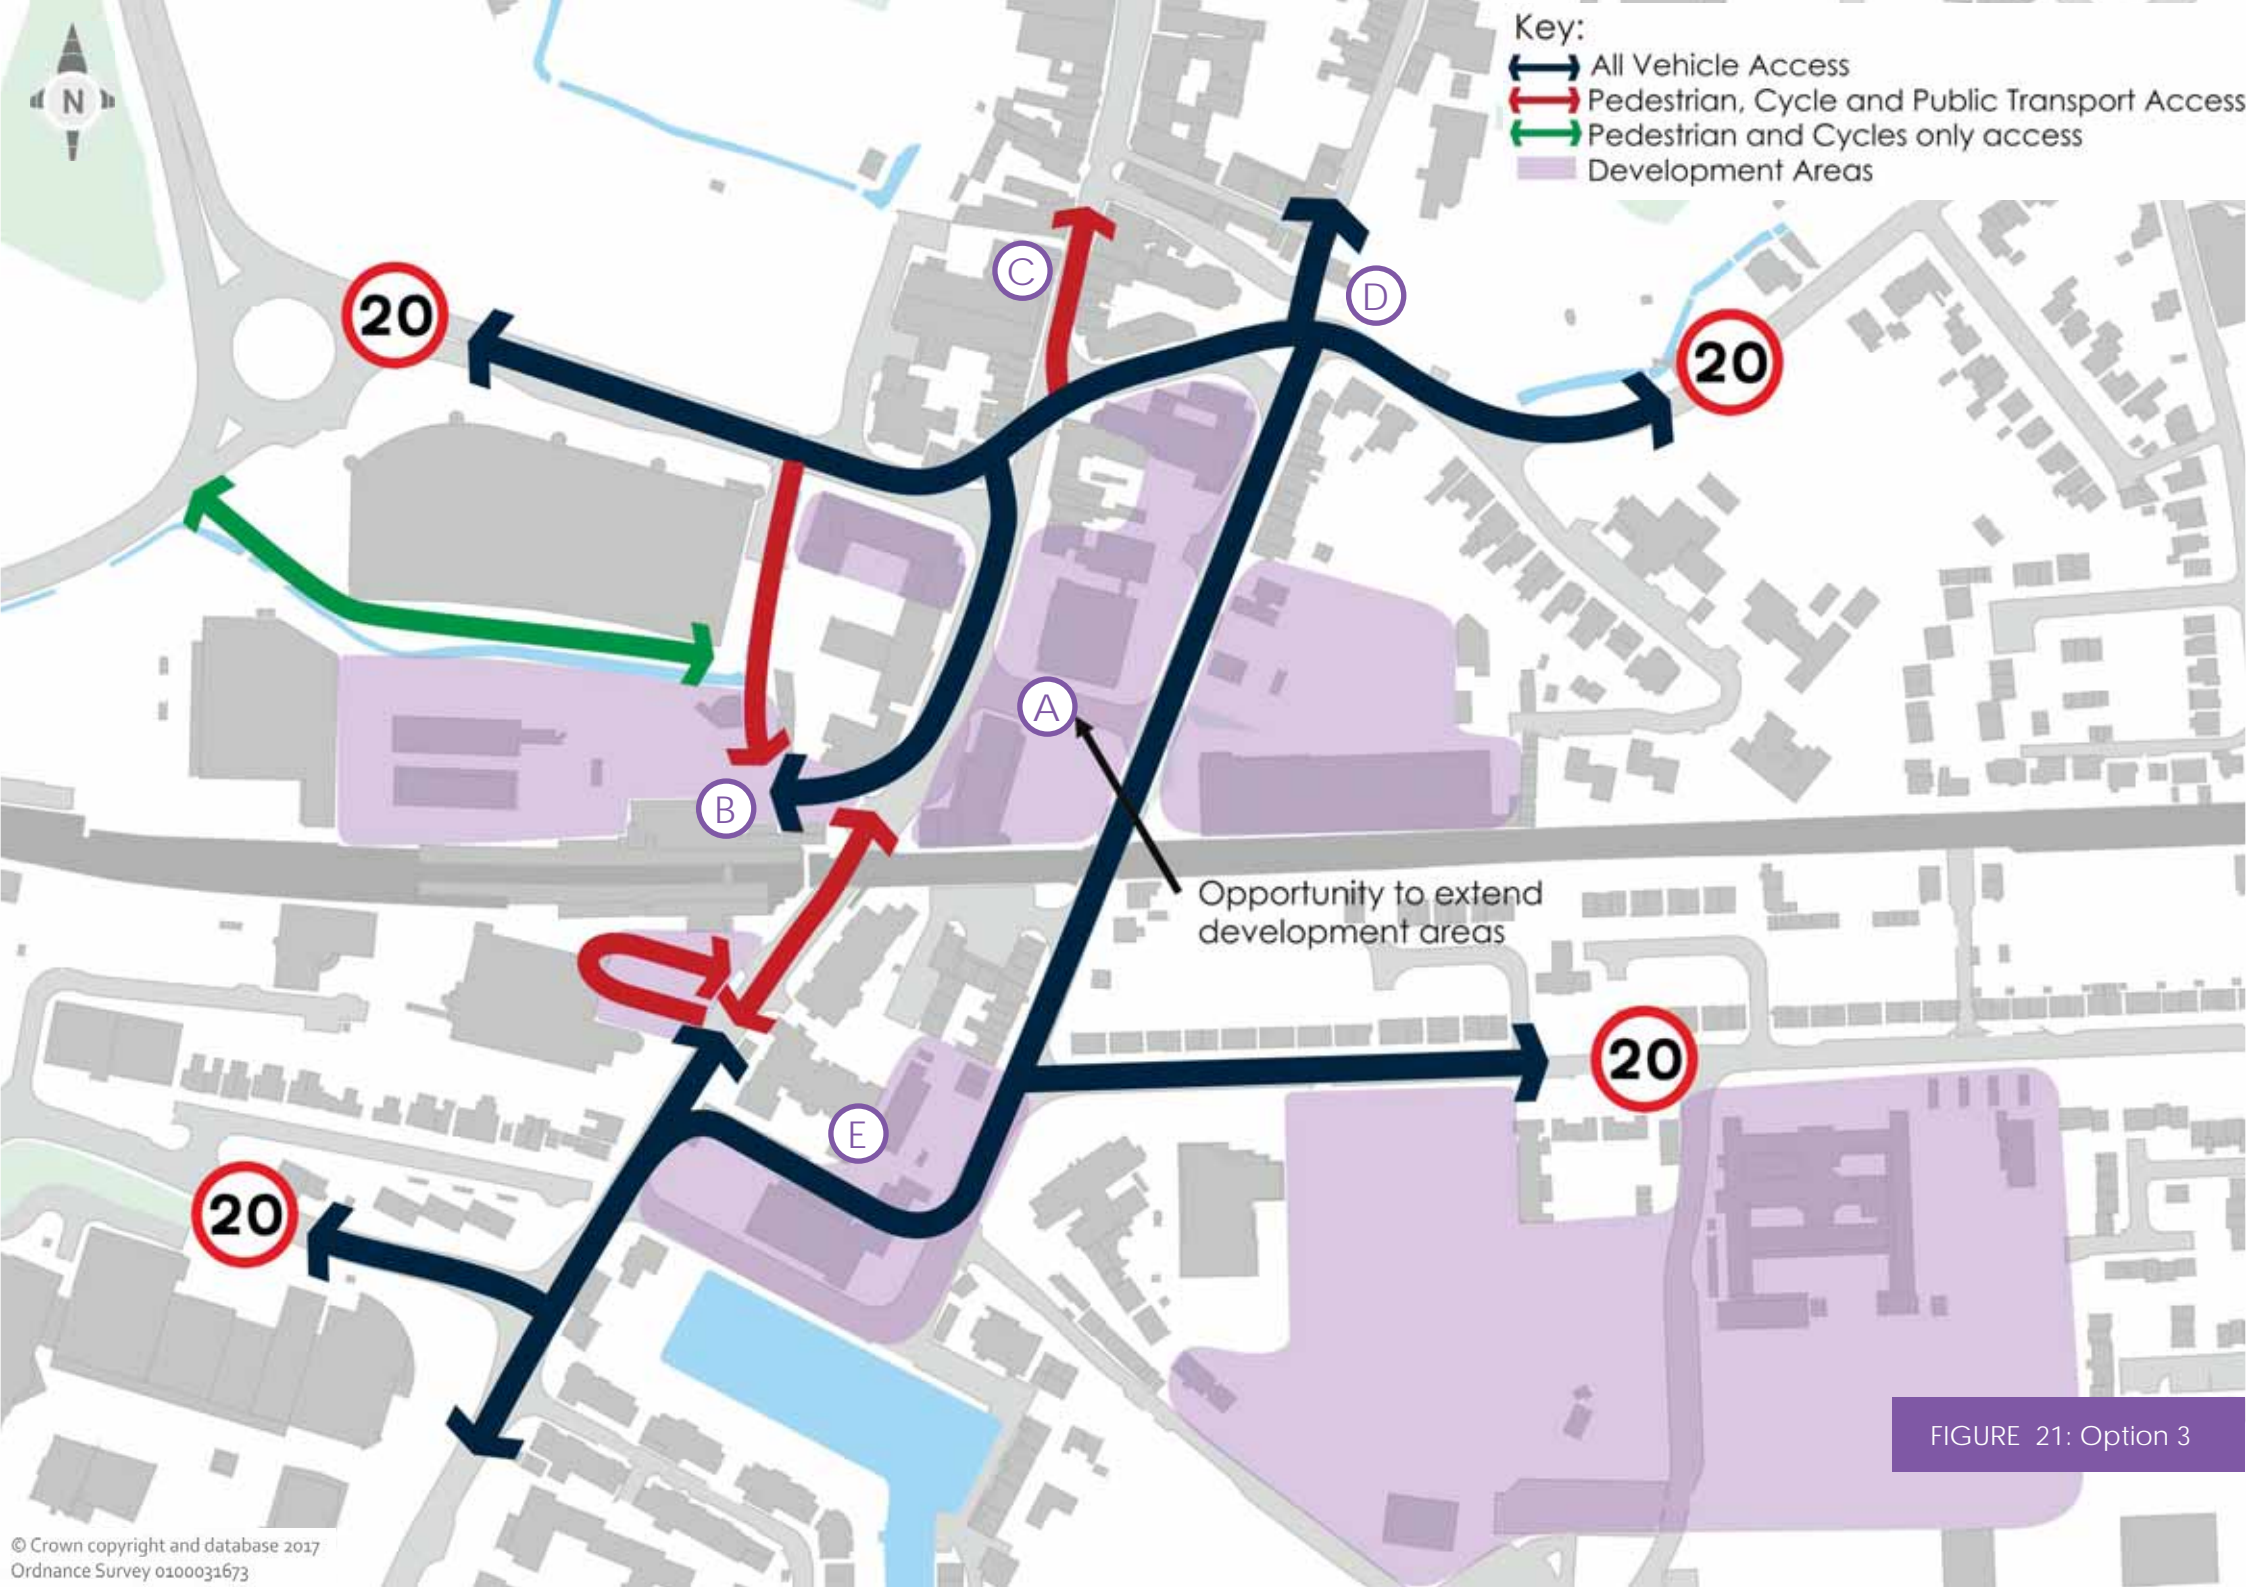 Key:
All Vehicle Access
Pedestrian, Cycle and Public Transport Access
Pedestrian and Cycles only access
Development Areas
N
C
D
20
20
A
B
Opportunity to extend
development areas
20
E
20
FIGURE 21: Option 3
© Crown copyright and database 2017
Ordnance Survey 0100031673